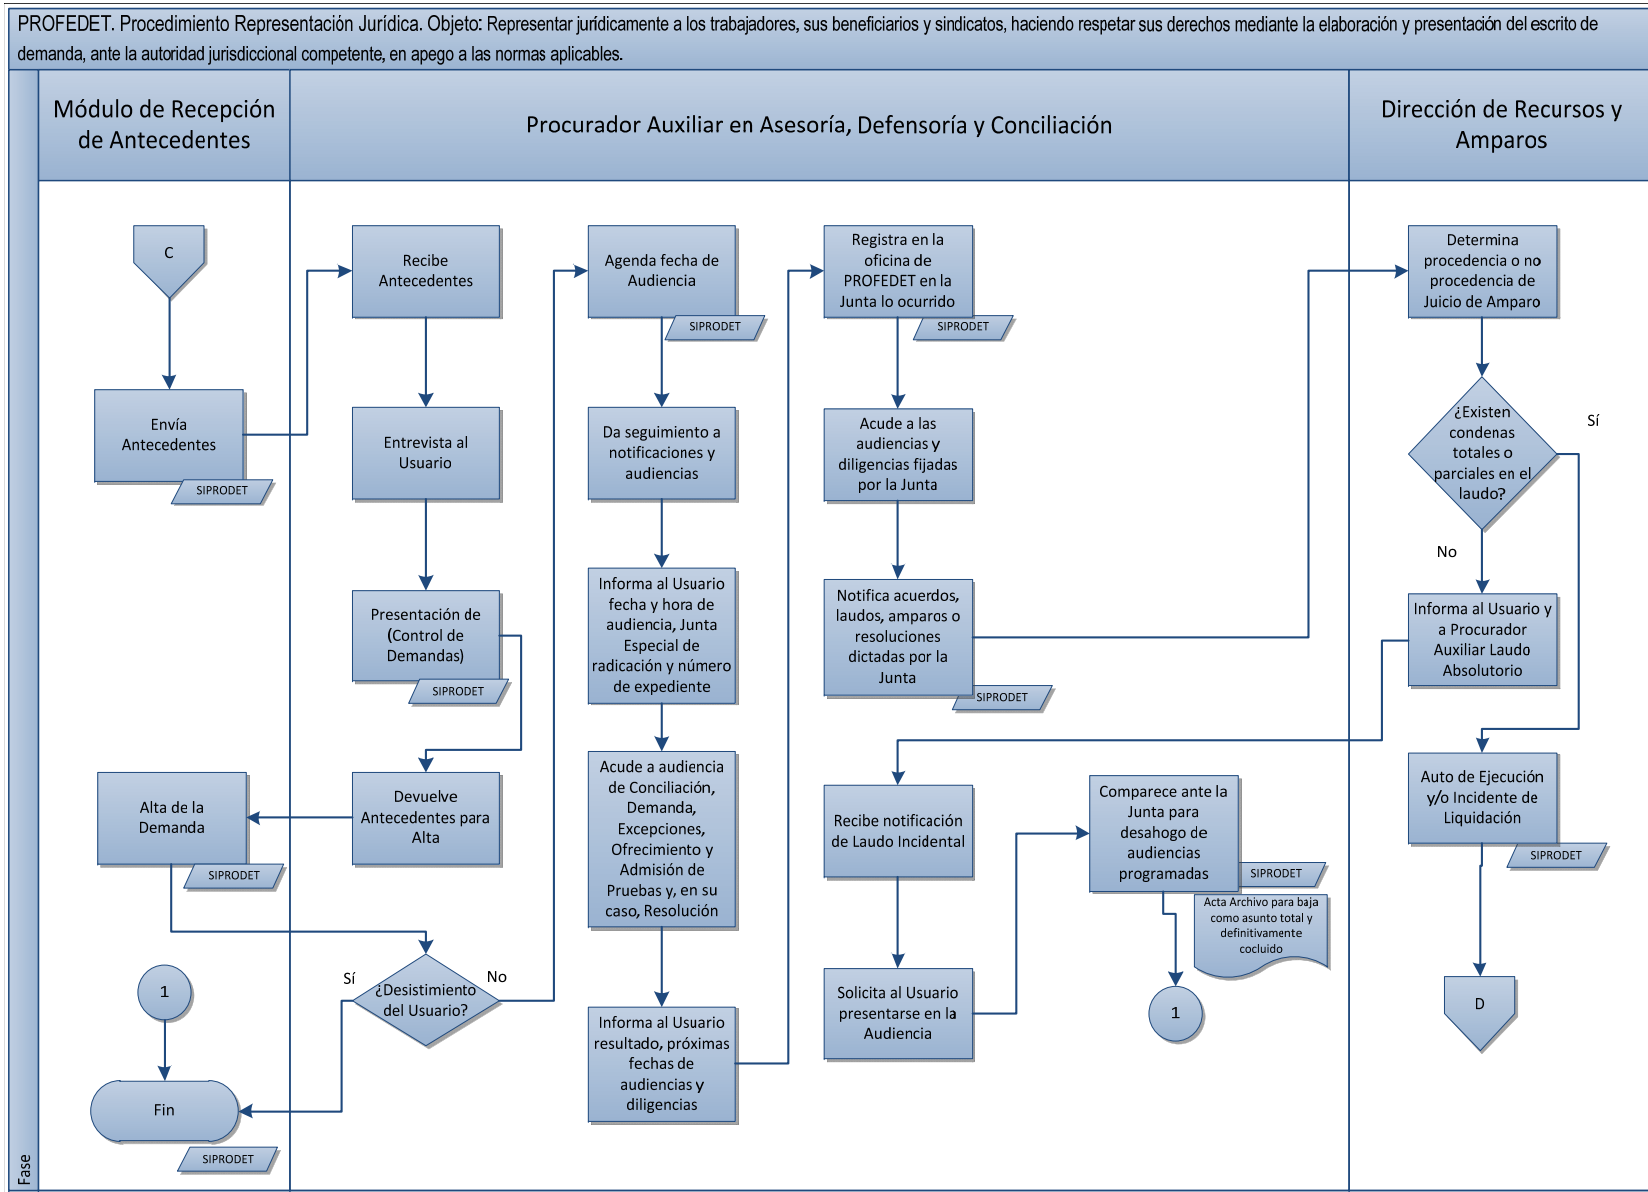 PROFEDET. Procedimiento Representación Jurídica. Objeto: Representar jurídicamente a los trabajadores, sus beneficiarios y sindicatos, haciendo respetar sus derechos mediante la elaboración y presentación del escrito de
demanda, ante la autoridad jurisdiccional competente, en apego a las normas aplicables.
Módulo de Recepción
de Antecedentes
Procurador Auxiliar en Asesoría, Defensoría y Conciliación
Dirección de Recursos y
Amparos
C
Envía
Antecedentes
SIPRODET
Recibe
Antecedentes
Entrevista al
Usuario
Presentación de
(Control de
Demandas)
SIPRODET
Devuelve
Antecedentes para
Alta
Alta de la
Demanda
SIPRODET
¿Desistimiento
del Usuario?
Sí
No
1
Fin
SIPRODET
Agenda fecha de
Audiencia
SIPRODET
Da seguimiento a
notificaciones y
audiencias
Informa al Usuario
fecha y hora de
audiencia, Junta
Especial de
radicación y número
de expediente
Acude a audiencia
de Conciliación,
Demanda,
Excepciones,
Ofrecimiento y
Admisión de
Pruebas y, en su
caso, Resolución
Informa al Usuario
resultado, próximas
fechas de
audiencias y
diligencias
Registra en la
oficina de
PROFEDET en la
Junta lo ocurrido
SIPRODET
Acude a las
audiencias y
diligencias fijadas
por la Junta
Notifica acuerdos,
laudos, amparos o
resoluciones
dictadas por la
Junta
SIPRODET
Determina
procedencia o no
procedencia de
Juicio de Amparo
¿Existen
condenas
totales o
parciales en el
laudo?
Sí
No
Informa al Usuario y
a Procurador
Auxiliar Laudo
Absolutorio
Auto de Ejecución
y/o Incidente de
Liquidación
SIPRODET
D
Recibe notificación
de Laudo Incidental
Solicita al Usuario
presentarse en la
Audiencia
Comparece ante la
Junta para
desahogo de
audiencias
programadas
SIPRODET
Acta Archivo para baja
como asunto total y
definitivamente
cocluido
1
Fase